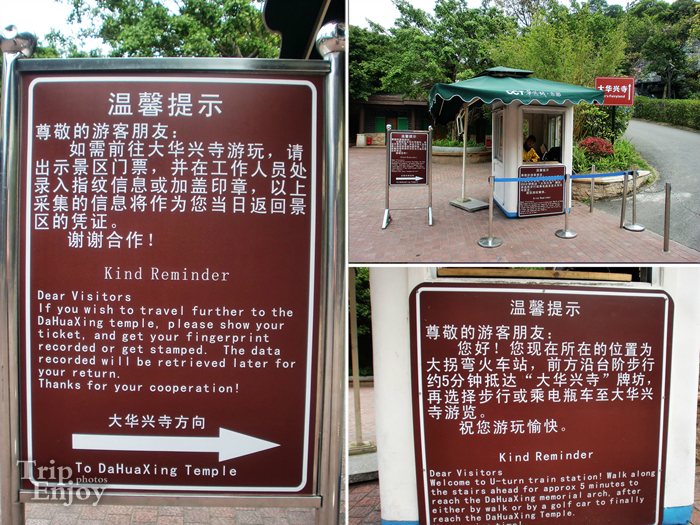 温馨提示
尊敬的游客朋友：
如需前往大华兴寺游玩，请
出示景区门票，并在工作人员处
录入指纹信息或加盖印章，以上
采集的信息将作为您当日返回景
区的凭证。
谢谢合作！
Kind Reminder
Dear Visitors
If you wish to travel further to the
DaHuaXing temple, please show your
ticket, and get your fingerprint
recorded or get stamped. The data
recorded will be retrieved later for
your return.
Thanks for your cooperation!
大华兴寺方向
To DaHuaXing Temple
Trip photos
Enjoy
OCT
大华兴寺
温馨提示
尊敬的游客朋友：
您好！您现在所在的位置为
大拐弯火车站，前方沿台阶步行
约5分钟抵达“大华兴寺”牌坊，
再选择步行或乘电瓶车至大华兴
寺游览。
祝您游玩愉快。
Kind Reminder
Dear Visitors
Welcome to U-turn train station! Walk along
the stairs ahead for approx 5 minutes to
reach the DaHuaXing memorial arch, after
either by walk or by a golf car to finally
reach the DaHuaXing Temple.